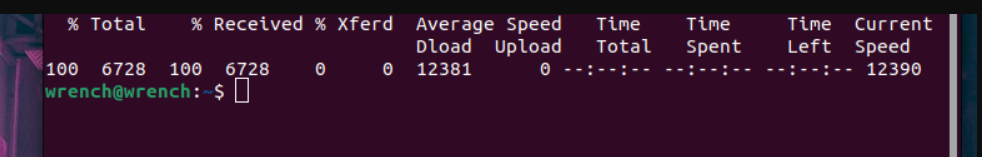 % Total % Received % Xferd Average Speed Time Time Time Current
Dload Upload Total Spent Left Speed
100 6728 100 6728 0 0 12381 0 --:--:-- --:--:-- --:--:-- 12390
wrench@wrench:~$